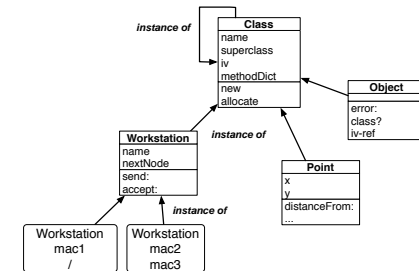 instance of
Class
name
superclass
iv
methodDict
new
allocate
Object
error:
class?
iv-ref
Workstation
name
nextNode
send:
accept:
instance of
Point
x
y
distanceFrom:
...
instance of
Workstation
mac1
/
Workstation
mac2
mac3